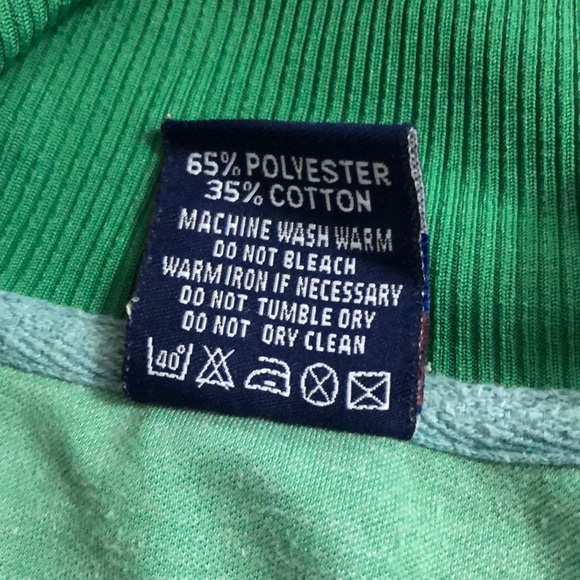 65% POLYESTER
35% COTTON
MACHINE WASH WARM
DO NOT BLEACH
WARM IRON IF NECESSARY
DO NOT TUMBLE DRY
DO NOT DRY CLEAN
40°